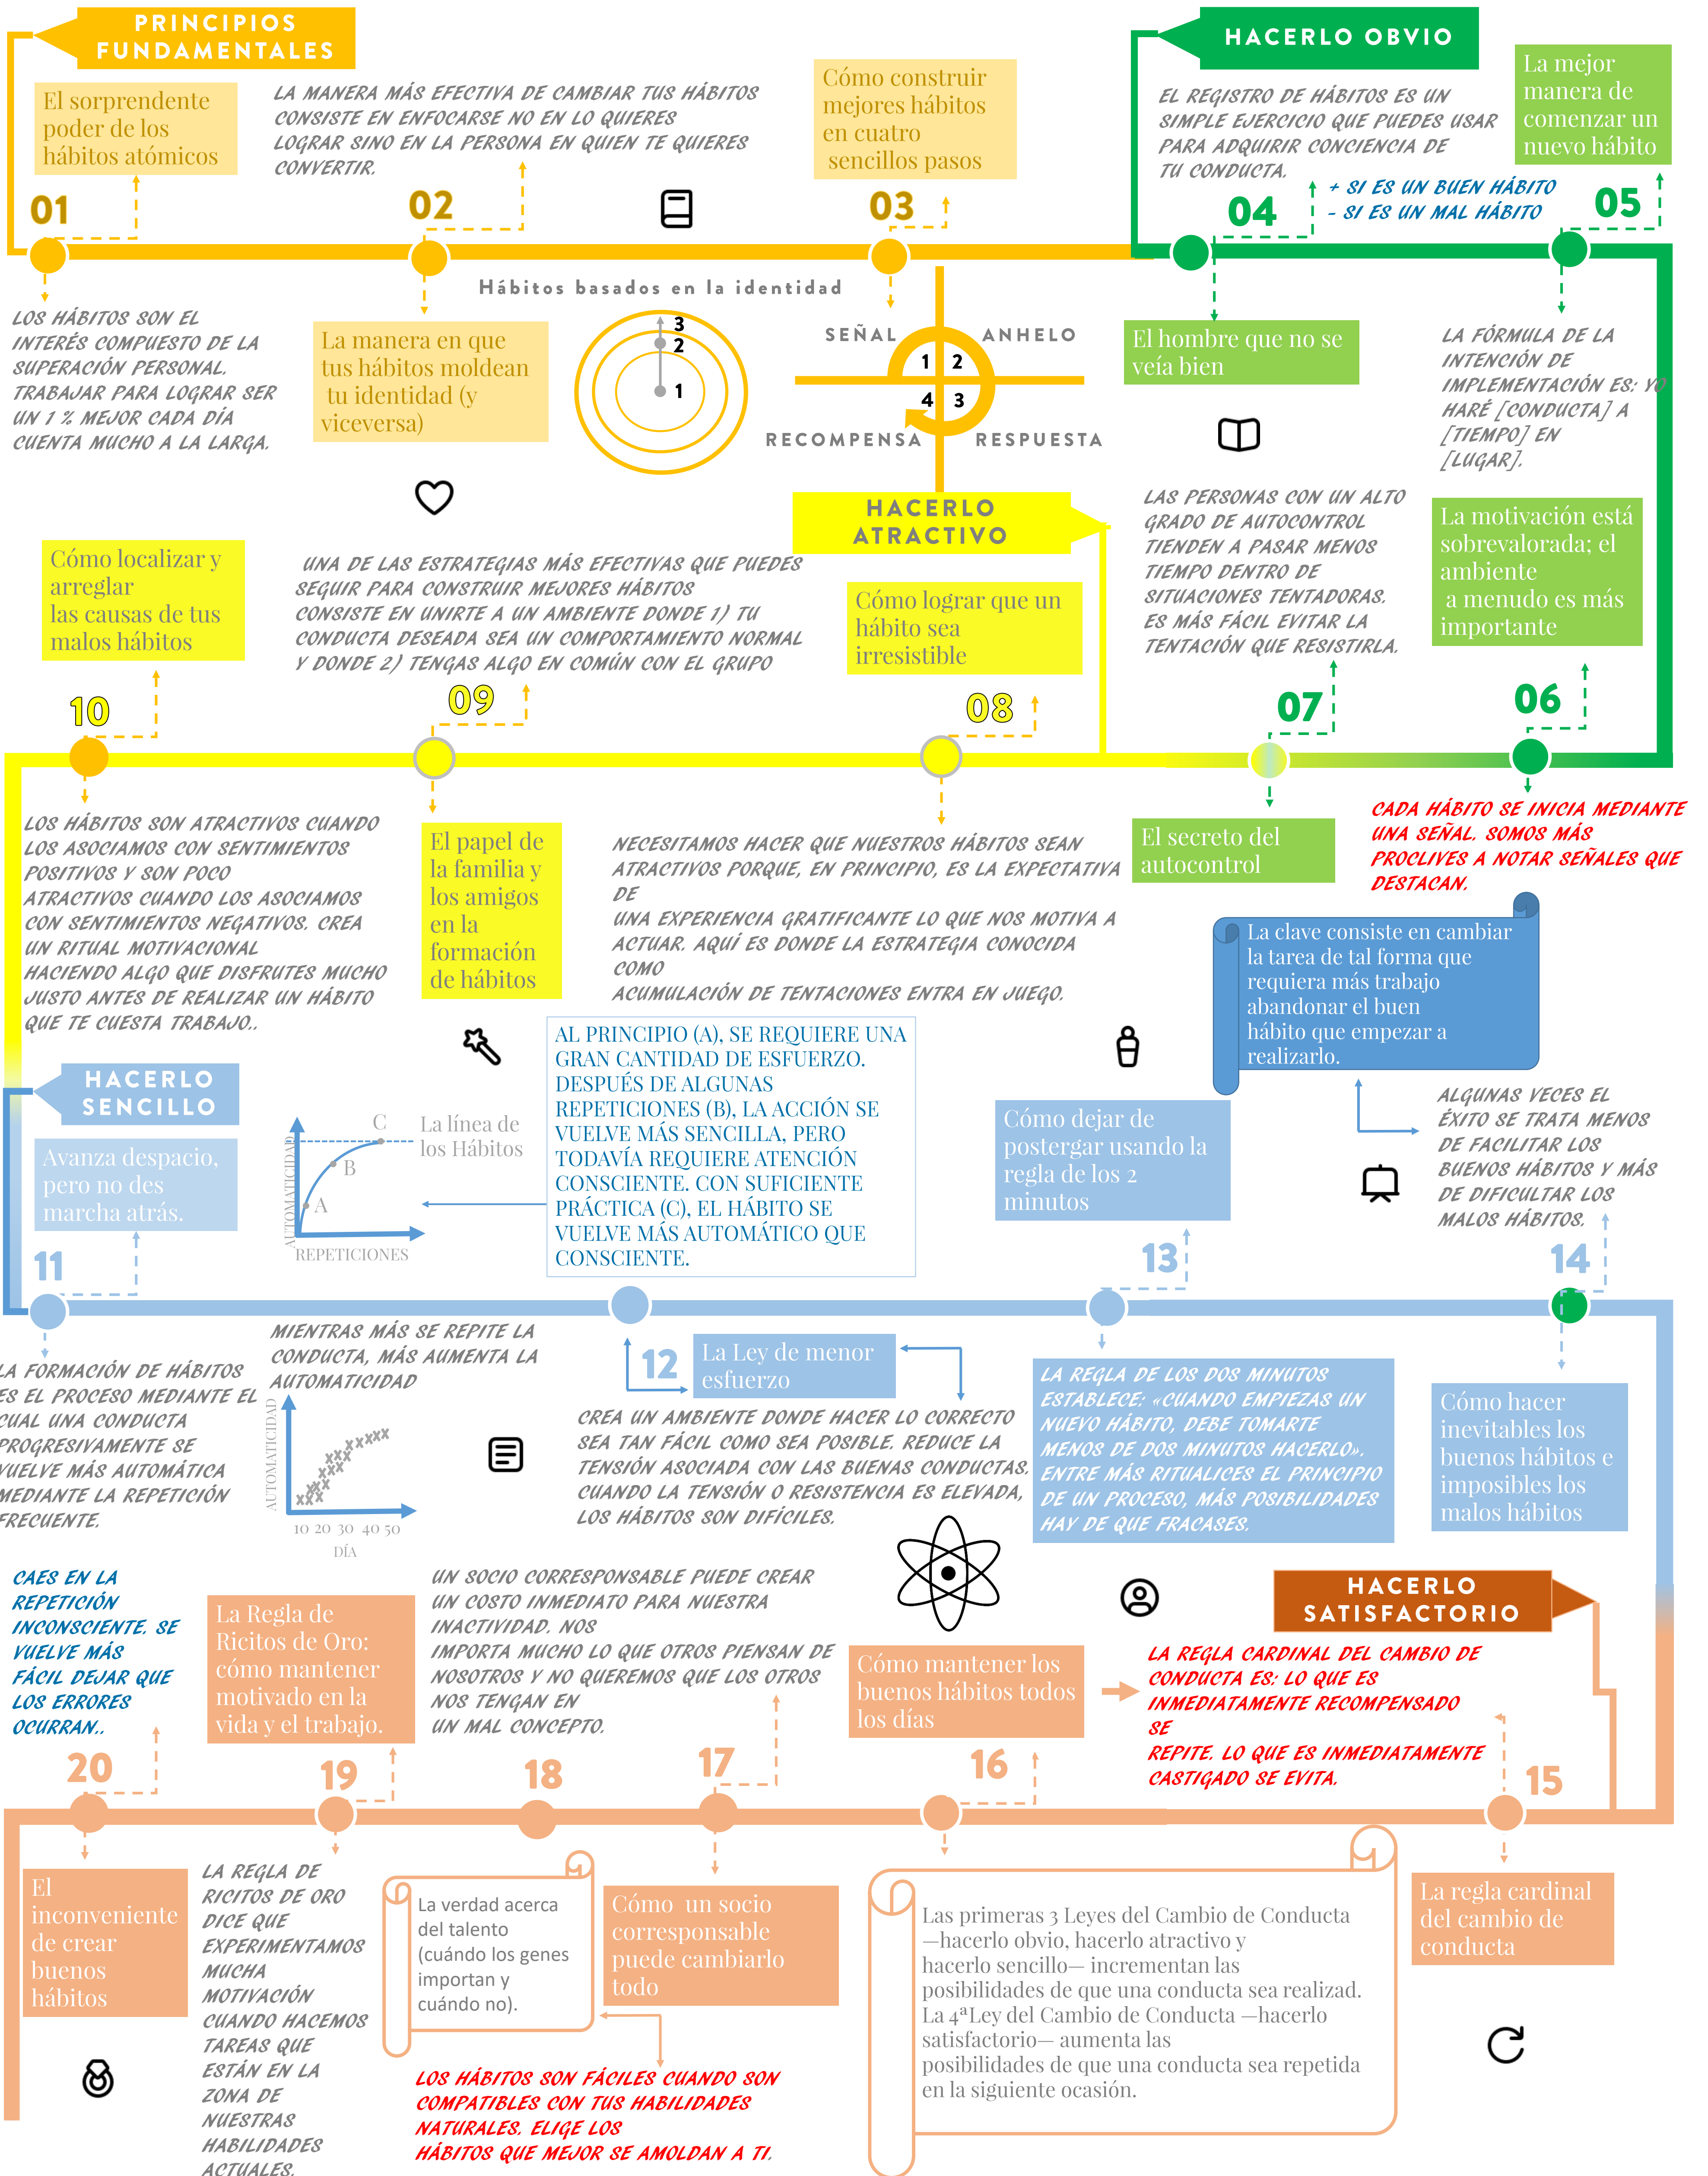 PRINCIPIOS
FUNDAMENTALES
El sorprendente
poder de los
hábitos atómicos
01
LOS HÁBITOS SON EL
INTERÉS COMPUESTO DE LA
SUPERACIÓN PERSONAL.
TRABAJAR PARA LOGRAR SER
UN 1 % MEJOR CADA DÍA
CUENTA MUCHO A LA LARGA.
LA MANERA MÁS EFECTIVA DE CAMBIAR TUS HÁBITOS
CONSISTE EN ENFOCARSE NO EN LO QUIERES
LOGRAR SINO EN LA PERSONA EN QUIEN TE QUIERES
CONVERTIR.
02
La manera en que
tus hábitos moldean
tu identidad (y
viceversa)
Hábitos basados en la identidad
3
2
1
Cómo construir
mejores hábitos
en cuatro
sencillos pasos
03
SEÑAL
ANHELO
1 2
4 3
RECOMPENSA
RESPUESTA
HACERLO OBVIO
EL REGISTRO DE HÁBITOS ES UN
SIMPLE EJERCICIO QUE PUEDES USAR
PARA ADQUIRIR CONCIENCIA DE
TU CONDUCTA.
+ SI ES UN BUEN HÁBITO
- SI ES UN MAL HÁBITO
04
El hombre que no se
veía bien
La mejor
manera de
comenzar un
nuevo hábito
05
LA FÓRMULA DE LA
INTENCIÓN DE
IMPLEMENTACIÓN ES: YO
HARÉ [CONDUCTA] A
[TIEMPO] EN
[LUGAR].
La motivación está
sobrevalorada; el
ambiente
a menudo es más
importante
06
CADA HÁBITO SE INICIA MEDIANTE
UNA SEÑAL. SOMOS MÁS
PROCLIVES A NOTAR SEÑALES QUE
DESTACAN.
LAS PERSONAS CON UN ALTO
GRADO DE AUTOCONTROL
TIENDEN A PASAR MENOS
TIEMPO DENTRO DE
SITUACIONES TENTADORAS.
ES MÁS FÁCIL EVITAR LA
TENTACIÓN QUE RESISTIRLA.
07
El secreto del
autocontrol
HACERLO
ATRACTIVO
Cómo lograr que un
hábito sea
irresistible
08
NECESITAMOS HACER QUE NUESTROS HÁBITOS SEAN
ATRACTIVOS PORQUE, EN PRINCIPIO, ES LA EXPECTATIVA
DE
UNA EXPERIENCIA GRATIFICANTE LO QUE NOS MOTIVA A
ACTUAR. AQUÍ ES DONDE LA ESTRATEGIA CONOCIDA
COMO
ACUMULACIÓN DE TENTACIONES ENTRA EN JUEGO.
UNA DE LAS ESTRATEGIAS MÁS EFECTIVAS QUE PUEDES
SEGUIR PARA CONSTRUIR MEJORES HÁBITOS
CONSISTE EN UNIRTE A UN AMBIENTE DONDE 1) TU
CONDUCTA DESEADA SEA UN COMPORTAMIENTO NORMAL
Y DONDE 2) TENGAS ALGO EN COMÚN CON EL GRUPO
09
El papel de
la familia y
los amigos
en la
formación
de hábitos
Cómo localizar y
arreglar
las causas de tus
malos hábitos
10
LOS HÁBITOS SON ATRACTIVOS CUANDO
LOS ASOCIAMOS CON SENTIMIENTOS
POSITIVOS Y SON POCO
ATRACTIVOS CUANDO LOS ASOCIAMOS
CON SENTIMIENTOS NEGATIVOS. CREA
UN RITUAL MOTIVACIONAL
HACIENDO ALGO QUE DISFRUTES MUCHO
JUSTO ANTES DE REALIZAR UN HÁBITO
QUE TE CUESTA TRABAJO..
HACERLO
SENCILLO
Avanza despacio,
pero no des
marcha atrás.
11
LA FORMACIÓN DE HÁBITOS
ES EL PROCESO MEDIANTE EL
CUAL UNA CONDUCTA
PROGRESIVAMENTE SE
VUELVE MÁS AUTOMÁTICA
MEDIANTE LA REPETICIÓN
FRECUENTE.
AUTOMATICIDAD
C
B
A
REPETICIONES
La línea de
los Hábitos
AL PRINCIPIO (A), SE REQUIERE UNA
GRAN CANTIDAD DE ESFUERZO.
DESPUÉS DE ALGUNAS
REPETICIONES (B), LA ACCIÓN SE
VUELVE MÁS SENCILLA, PERO
TODAVÍA REQUIERE ATENCIÓN
CONSCIENTE. CON SUFICIENTE
PRÁCTICA (C), EL HÁBITO SE
VUELVE MÁS AUTOMÁTICO QUE
CONSCIENTE.
MIENTRAS MÁS SE REPITE LA
CONDUCTA, MÁS AUMENTA LA
AUTOMATICIDAD
AUTOMATICIDAD
10 20 30 40 50
DÍA
12
La Ley de menor
esfuerzo
CREA UN AMBIENTE DONDE HACER LO CORRECTO
SEA TAN FÁCIL COMO SEA POSIBLE. REDUCE LA
TENSIÓN ASOCIADA CON LAS BUENAS CONDUCTAS.
CUANDO LA TENSIÓN O RESISTENCIA ES ELEVADA,
LOS HÁBITOS SON DIFÍCILES.
Cómo dejar de
postergar usando la
regla de los 2
minutos
13
LA REGLA DE LOS DOS MINUTOS
ESTABLECE: «CUANDO EMPIEZAS UN
NUEVO HÁBITO, DEBE TOMARTE
MENOS DE DOS MINUTOS HACERLO».
ENTRE MÁS RITUALICES EL PRINCIPIO
DE UN PROCESO, MÁS POSIBILIDADES
HAY DE QUE FRACASES.
La clave consiste en cambiar
la tarea de tal forma que
requiera más trabajo
abandonar el buen
hábito que empezar a
realizarlo.
ALGUNAS VECES EL
ÉXITO SE TRATA MENOS
DE FACILITAR LOS
BUENOS HÁBITOS Y MÁS
DE DIFICULTAR LOS
MALOS HÁBITOS.
14
Cómo hacer
inevitables los
buenos hábitos e
imposibles los
malos hábitos
HACERLO
SATISFACTORIO
LA REGLA CARDINAL DEL CAMBIO DE
CONDUCTA ES: LO QUE ES
INMEDIATAMENTE RECOMPENSADO
SE
REPITE. LO QUE ES INMEDIATAMENTE
CASTIGADO SE EVITA.
15
La regla cardinal
del cambio de
conducta
Cómo mantener los
buenos hábitos todos
los días
16
Las primeras 3 Leyes del Cambio de Conducta
—hacerlo obvio, hacerlo atractivo y
hacerlo sencillo— incrementan las
posibilidades de que una conducta sea realizad.
La 4ªLey del Cambio de Conducta —hacerlo
satisfactorio— aumenta las
posibilidades de que una conducta sea repetida
en la siguiente ocasión.
UN SOCIO CORRESPONSABLE PUEDE CREAR
UN COSTO INMEDIATO PARA NUESTRA
INACTIVIDAD. NOS
IMPORTA MUCHO LO QUE OTROS PIENSAN DE
NOSOTROS Y NO QUEREMOS QUE LOS OTROS
NOS TENGAN EN
UN MAL CONCEPTO.
17
Cómo un socio
corresponsable
puede cambiarlo
todo
18
La verdad acerca
del talento
(cuándo los genes
importan y
cuándo no).
LOS HÁBITOS SON FÁCILES CUANDO SON
COMPATIBLES CON TUS HABILIDADES
NATURALES. ELIGE LOS
HÁBITOS QUE MEJOR SE AMOLDAN A TI.
La Regla de
Ricitos de Oro:
cómo mantener
motivado en la
vida y el trabajo.
19
LA REGLA DE
RICITOS DE ORO
DICE QUE
EXPERIMENTAMOS
MUCHA
MOTIVACIÓN
CUANDO HACEMOS
TAREAS QUE
ESTÁN EN LA
ZONA DE
NUESTRAS
HABILIDADES
ACTUALES.
CAES EN LA
REPETICIÓN
INCONSCIENTE. SE
VUELVE MÁS
FÁCIL DEJAR QUE
LOS ERRORES
OCURRAN..
20
El
inconveniente
de crear
buenos
hábitos